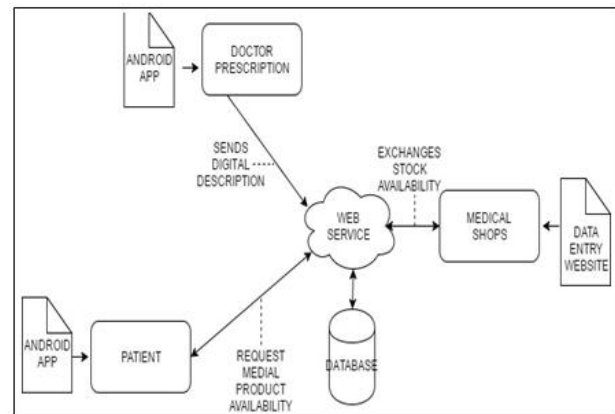 ANDROID
APP
DOCTOR
PRESCRIPTION
SENDS
DIGITAL
DESCRIPTION
EXCHANGES
STOCK
AVAILABILITY
WEB
SERVICE
MEDICAL
SHOPS
DATA
ENTRY
WEBSITE
ANDROID
APP
PATIENT
REQUEST
MEDIAL
PRODUCT
AVAILABILITY
DATABASE